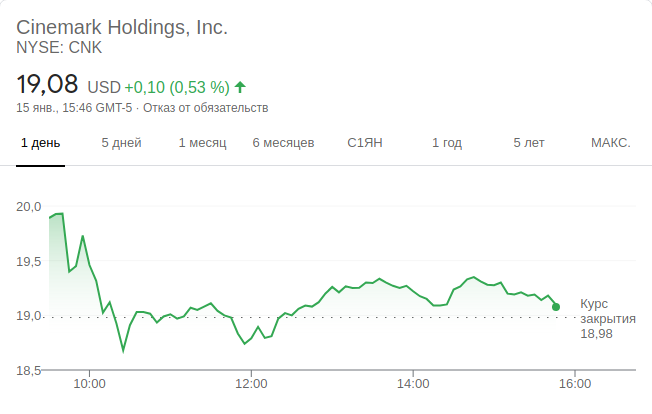 Cinemark Holdings, Inc.
NYSE: CNK
19,08 USD +0,10 (0,53 %)
15 янв., 15:46 GMT-5 · Отказ от обязательств
1 день 5 дней 1 месяц 6 месяцев С1ЯН 1 год 5 лет МАКС.
20,0
19,5
19,0
Курс
закрытия
18,98
18,5
10:00 12:00 14:00 16:00